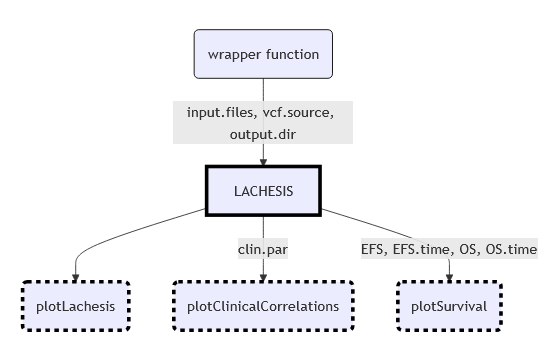 wrapper function
input.files, vcf.source,
output.dir
LACHESIS
clin.par
EFS, EFS.time, OS, OS.time
plotLachesis
plotClinicalCorrelations
plotSurvival